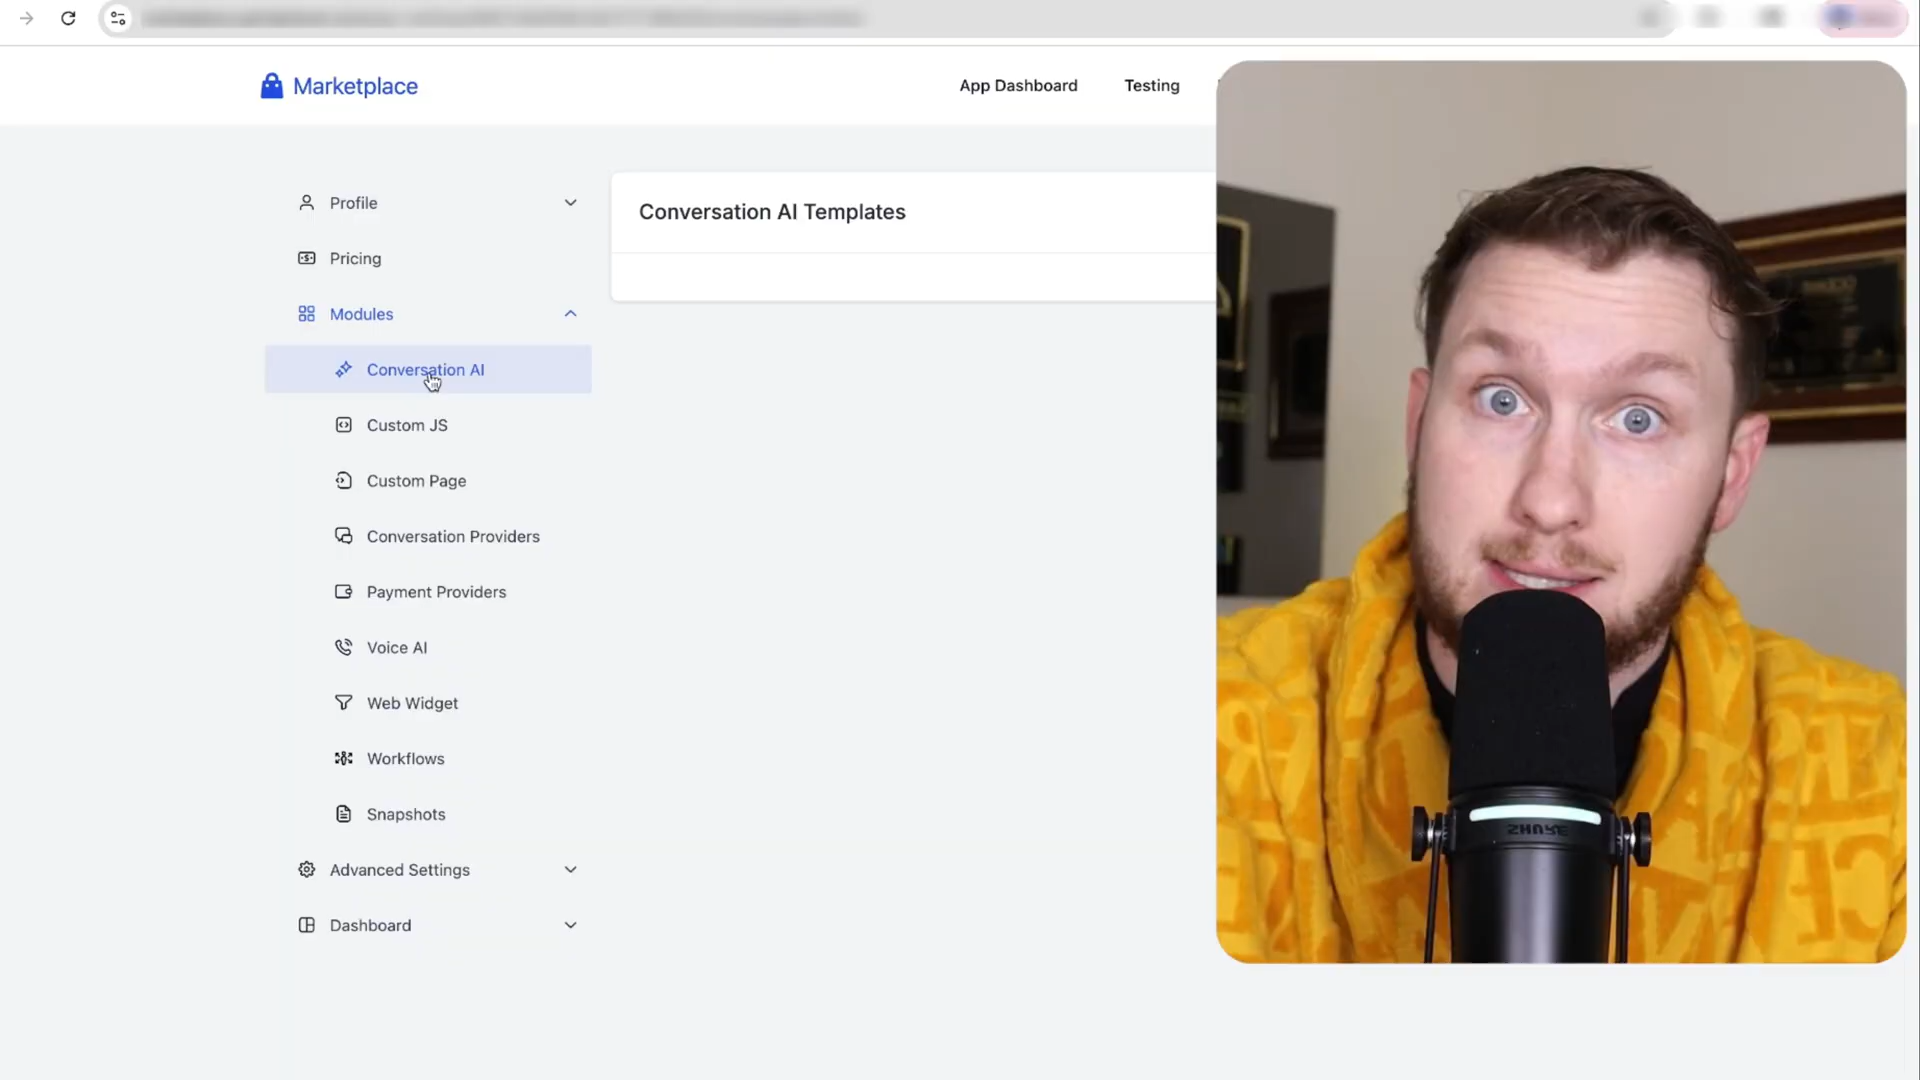 Marketplace
App Dashboard
Testing
Profile
Pricing
Modules
Conversation AI
Custom JS
Custom Page
Conversation Providers
Payment Providers
Voice AI
Web Widget
Workflows
Snapshots
Advanced Settings
Dashboard
Conversation AI Templates
SHURE